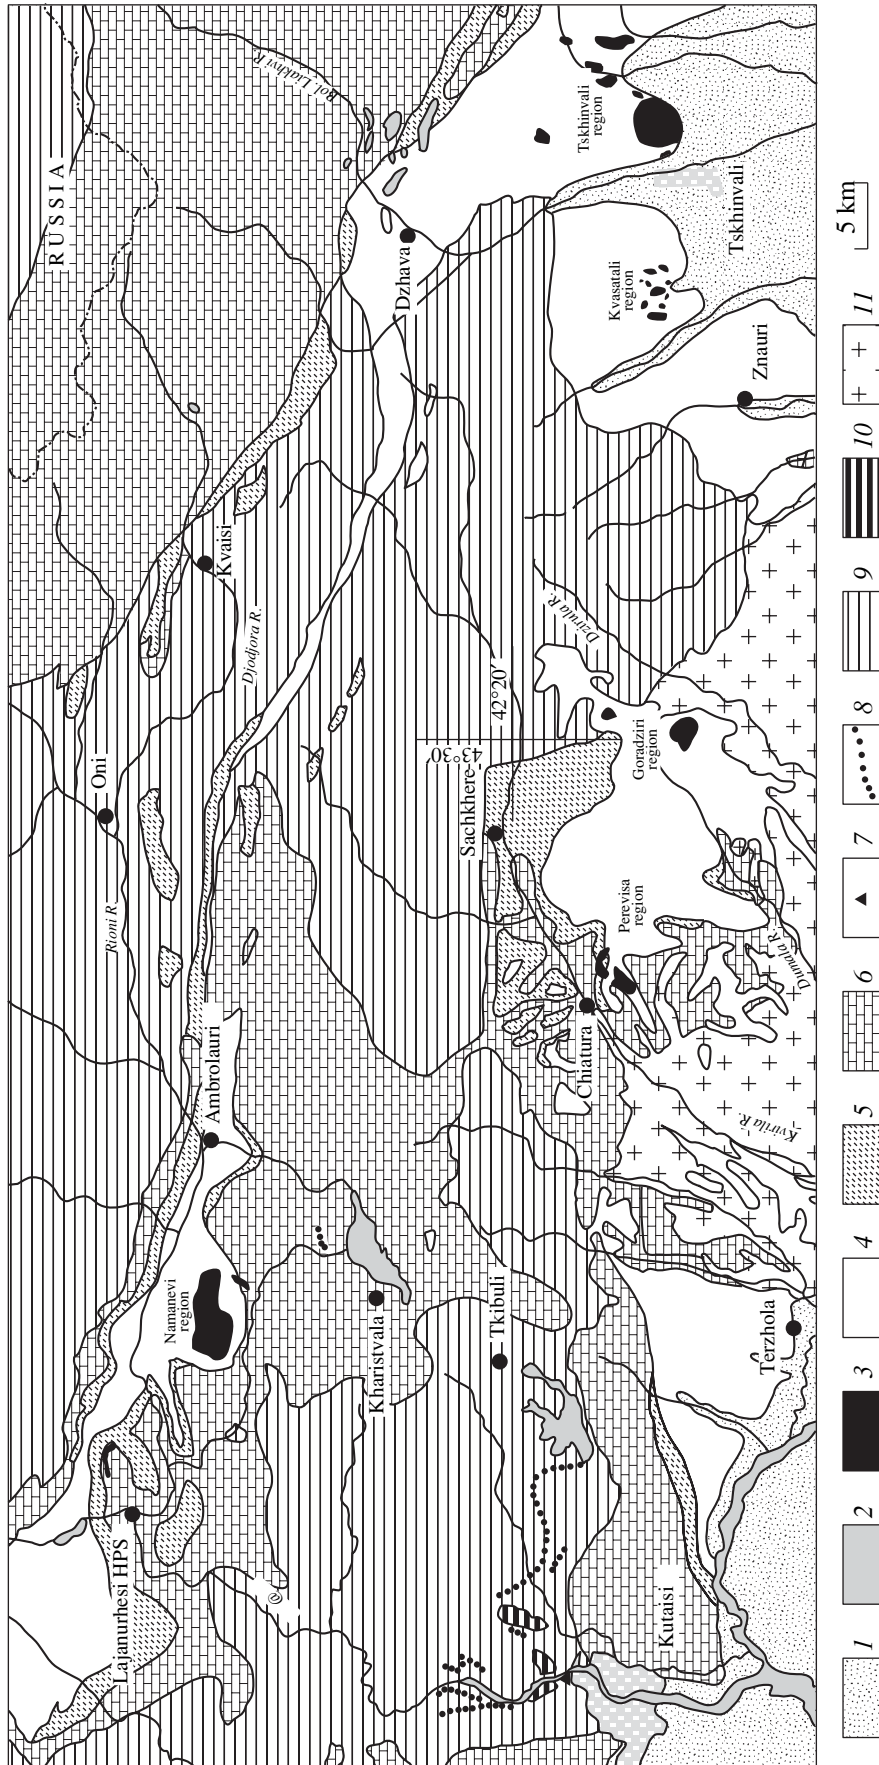 RUSSIA
Bol. Liakhvi R.
Tskhinvali
region
Dzhava
Kvasatali
region
Tskhinvali
Znauri
Kvaisi
Djodjora R.
Dzirula R.
42°20′
43°30′
Oni
Rioni R.
Sachkhere
Goradziri
region
Perevisa
region
Dumala R.
Chiatura
Kvirila R.
Ambrolauri
Namanevi
region
Kharistvala
Tkibuli
Terzhola
Lajanurhesi HPS
Kutaisi
5 km
1
2
3
4
5
6
7
8
9
10
11